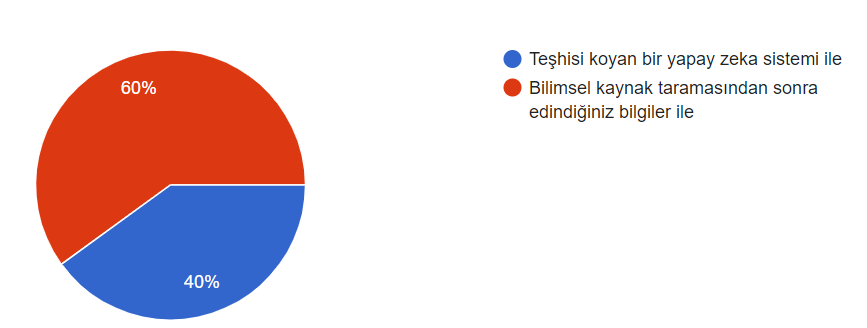 60%
40%
Teşhisi koyan bir yapay zeka sistemi ile
Bilimsel kaynak taramasından sonra
edindiğiniz bilgiler ile